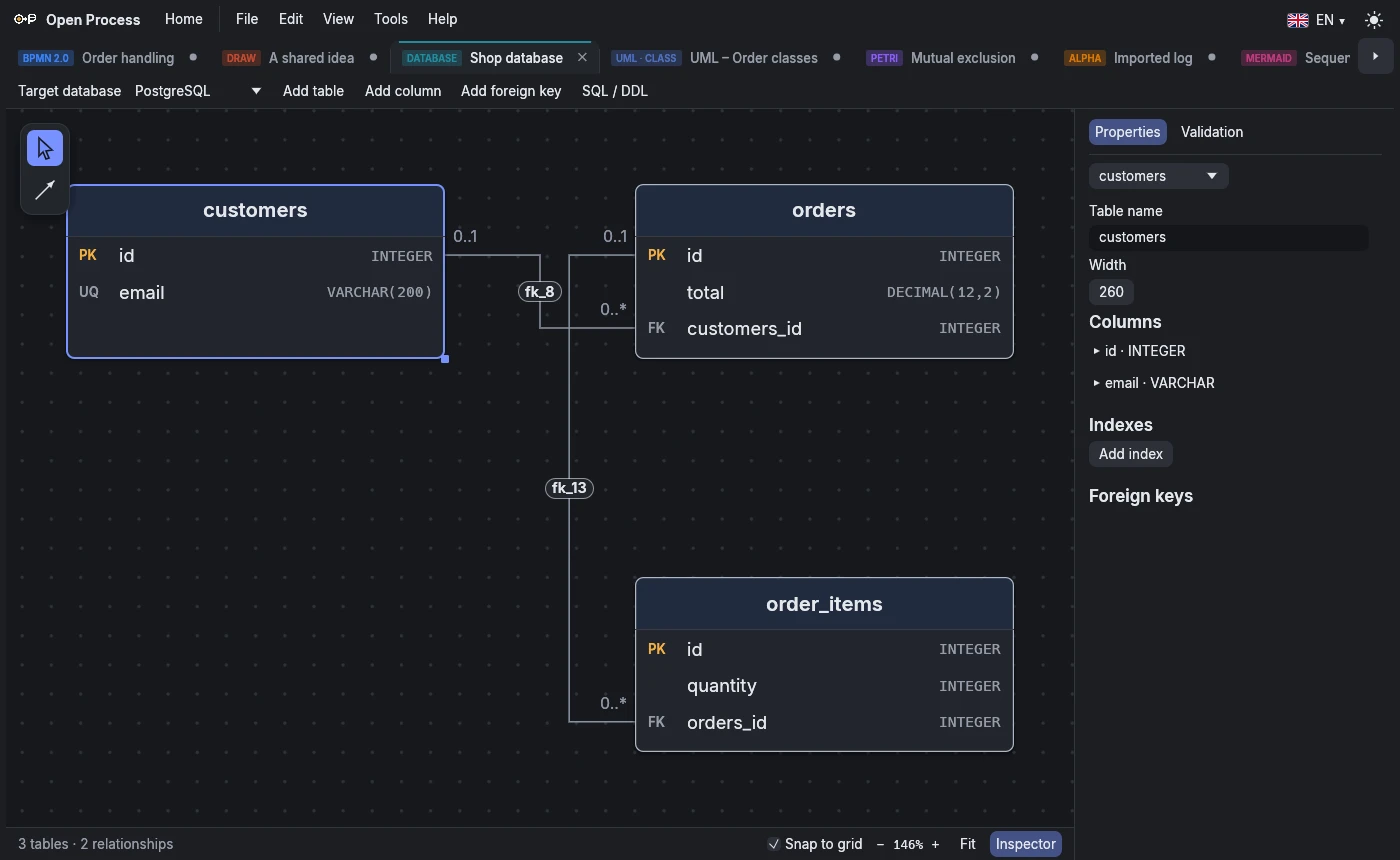 Open Process Home File Edit View Tools Help EN
BPMN 2.0 Order handling DRAW A shared idea DATABASE Shop database UML · CLASS UML – Order classes PETRI Mutual exclusion ALPHA Imported log MERMAID Sequer
Target database PostgreSQL Add table Add column Add foreign key SQL / DDL
customers
PK id INTEGER
UQ email VARCHAR(200)
0..1
fk_8
0..1
0..*
orders
PK id INTEGER
total DECIMAL(12,2)
FK customers_id INTEGER
fk_13
0..*
order_items
PK id INTEGER
quantity INTEGER
FK orders_id INTEGER
Properties Validation
customers
Table name
customers
Width
260
Columns
id · INTEGER
email · VARCHAR
Indexes
Add index
Foreign keys
3 tables · 2 relationships Snap to grid − 146% + Fit Inspector